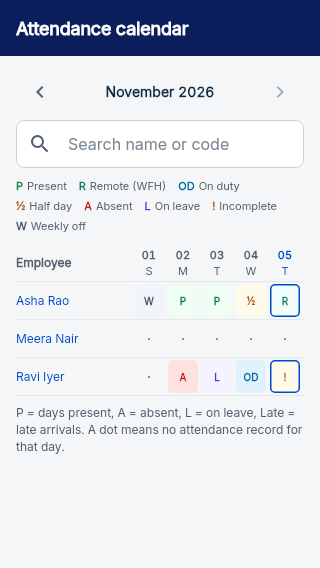 Attendance calendar
November 2026
Search name or code
P Present R Remote (WFH) OD On duty
½ Half day A Absent L On leave ! Incomplete
W Weekly off
Employee 01 02 03 04 05
S M T W T
Asha Rao W P P ½ R
Meera Nair · · · · ·
Ravi Iyer · A L OD !
P = days present, A = absent, L = on leave, Late =
late arrivals. A dot means no attendance record for
that day.